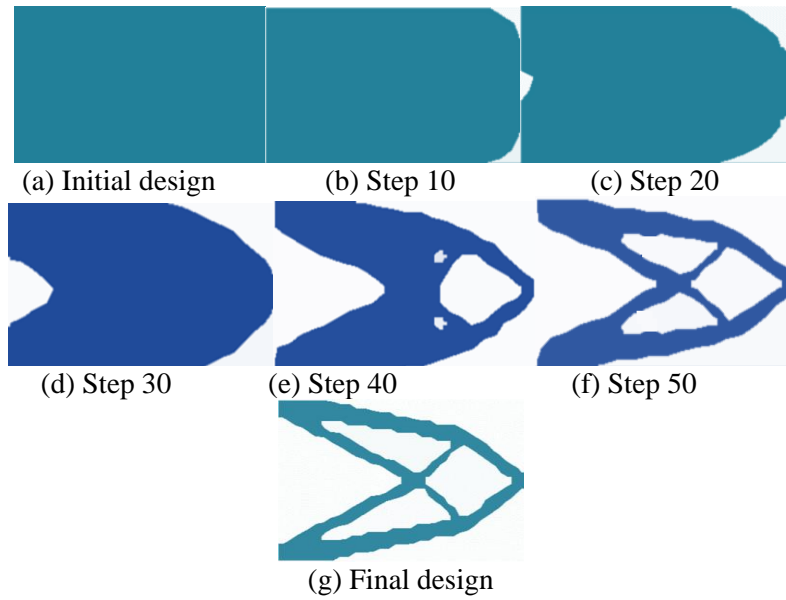 (a) Initial design (b) Step 10 (c) Step 20
(d) Step 30 (e) Step 40 (f) Step 50
(g) Final design